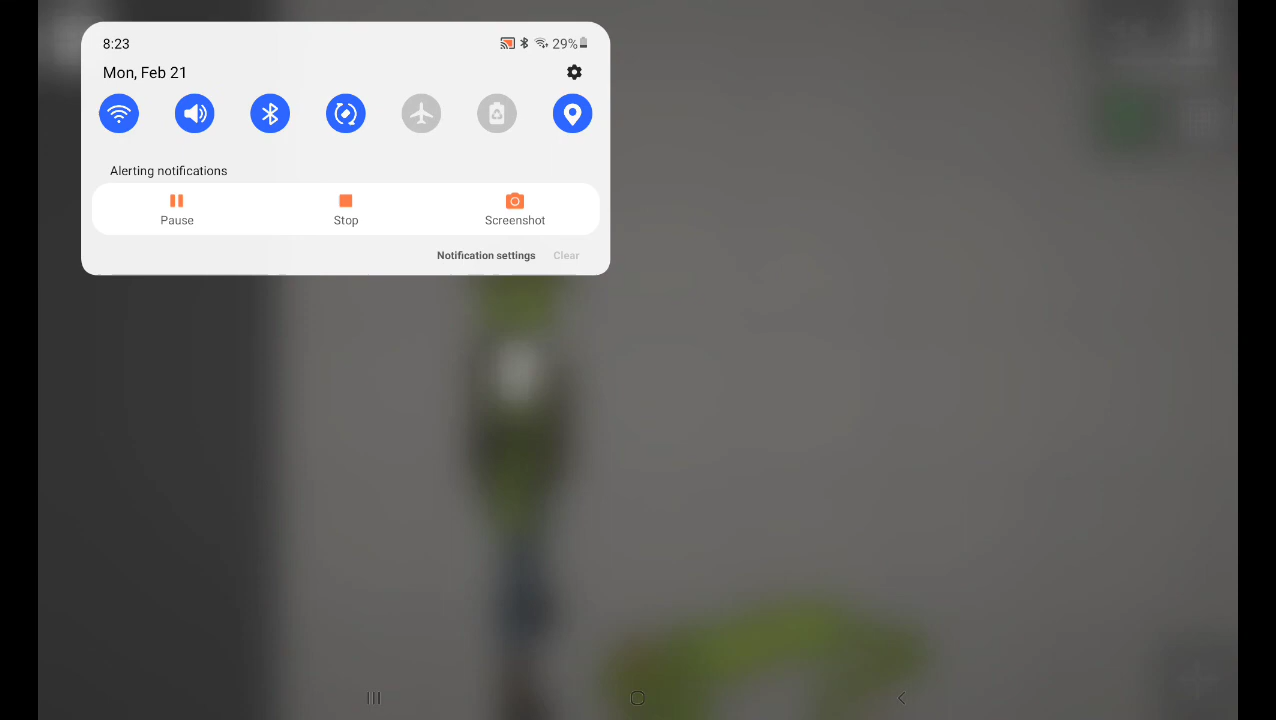 8:23
29%
Mon, Feb 21
Alerting notifications
Pause
Stop
Screenshot
Notification settings
Clear